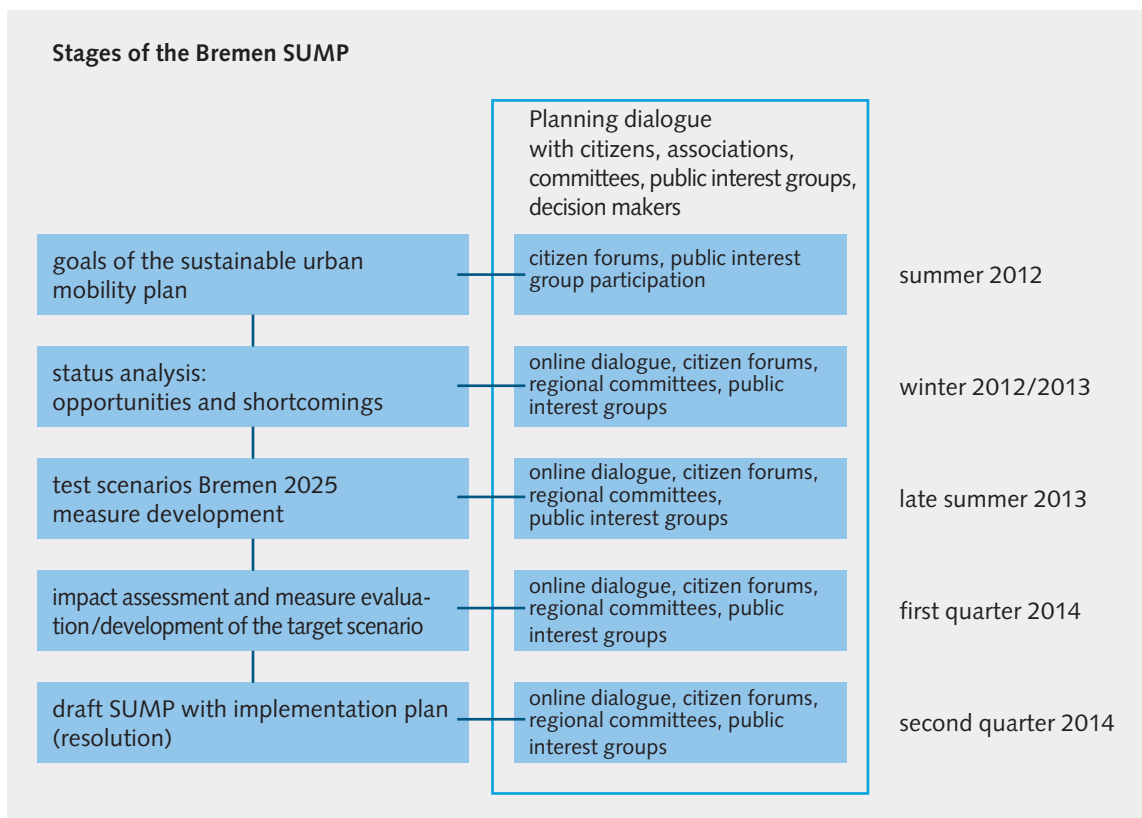 Stages of the Bremen SUMP
Planning dialogue
with citizens, associations,
committees, public interest groups,
decision makers
goals of the sustainable urban
mobility plan
citizen forums, public interest
group participation
summer 2012
status analysis:
opportunities and shortcomings
online dialogue, citizen forums,
regional committees, public
interest groups
winter 2012/2013
test scenarios Bremen 2025
measure development
online dialogue, citizen forums,
regional committees,
public interest groups
late summer 2013
impact assessment and measure evalua-
tion/development of the target scenario
online dialogue, citizen forums,
regional committees, public
interest groups
first quarter 2014
draft SUMP with implementation plan
(resolution)
online dialogue, citizen forums,
regional committees, public
interest groups
second quarter 2014